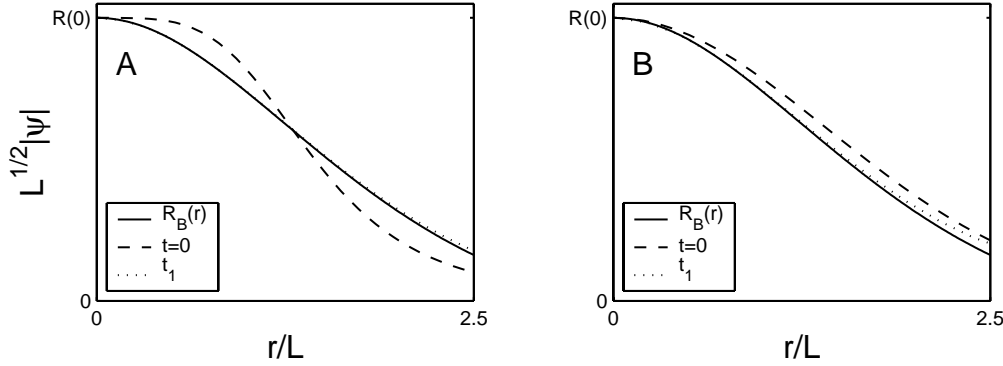 R(0)
A
L^{1/2}|ψ|
R_B(r)
t=0
t_1
0
0
2.5
r/L
R(0)
B
R_B(r)
t=0
t_1
0
0
2.5
r/L